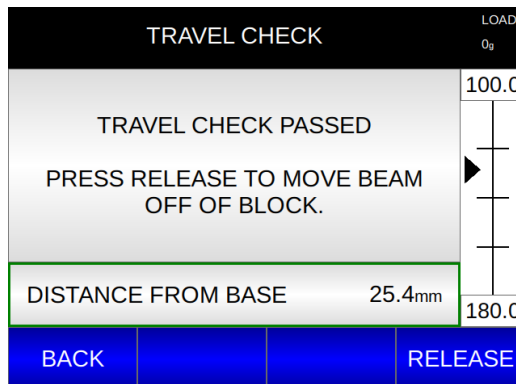 TRAVEL CHECK
LOAD
0g
100.0
TRAVEL CHECK PASSED
PRESS RELEASE TO MOVE BEAM
OFF OF BLOCK.
DISTANCE FROM BASE 25.4mm
180.0
BACK
RELEASE